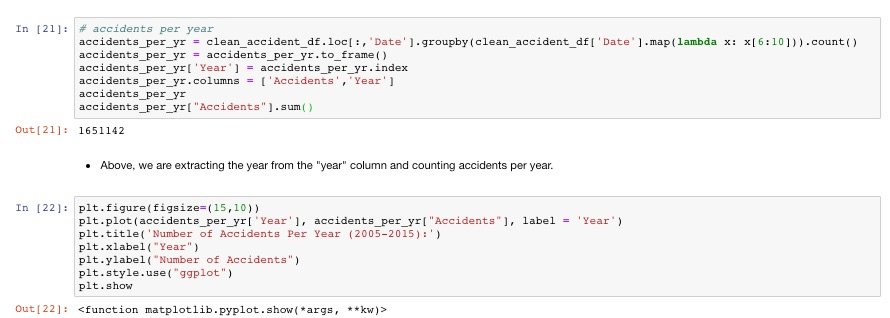 In [21]: # accidents per year
accidents_per_yr = clean_accident_df.loc[:,'Date'].groupby(clean_accident_df['Date'].map(lambda x: x[6:10])).count()
accidents_per_yr = accidents_per_yr.to_frame()
accidents_per_yr['Year'] = accidents_per_yr.index
accidents_per_yr.columns = ['Accidents','Year']
accidents_per_yr
accidents_per_yr["Accidents"].sum()
Out[21]: 1651142
• Above, we are extracting the year from the "year" column and counting accidents per year.
In [22]: plt.figure(figsize=(15,10))
plt.plot(accidents_per_yr['Year'], accidents_per_yr["Accidents"], label = 'Year')
plt.title('Number of Accidents Per Year (2005-2015):')
plt.xlabel("Year")
plt.ylabel("Number of Accidents")
plt.style.use("ggplot")
plt.show
Out[22]: <function matplotlib.pyplot.show(*args, **kw)>